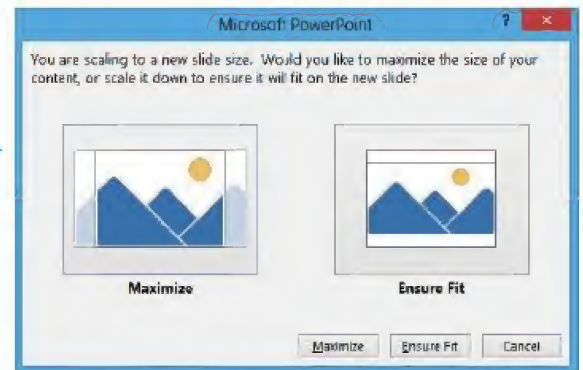 Microsoft PowerPoint
?
You are scaling to a new slide size. Would you like to maximize the size of your
content, or scale it down to ensure it will fit on the new slide?
Maximize
Ensure Fit
Maximize
Ensure Fit
Cancel